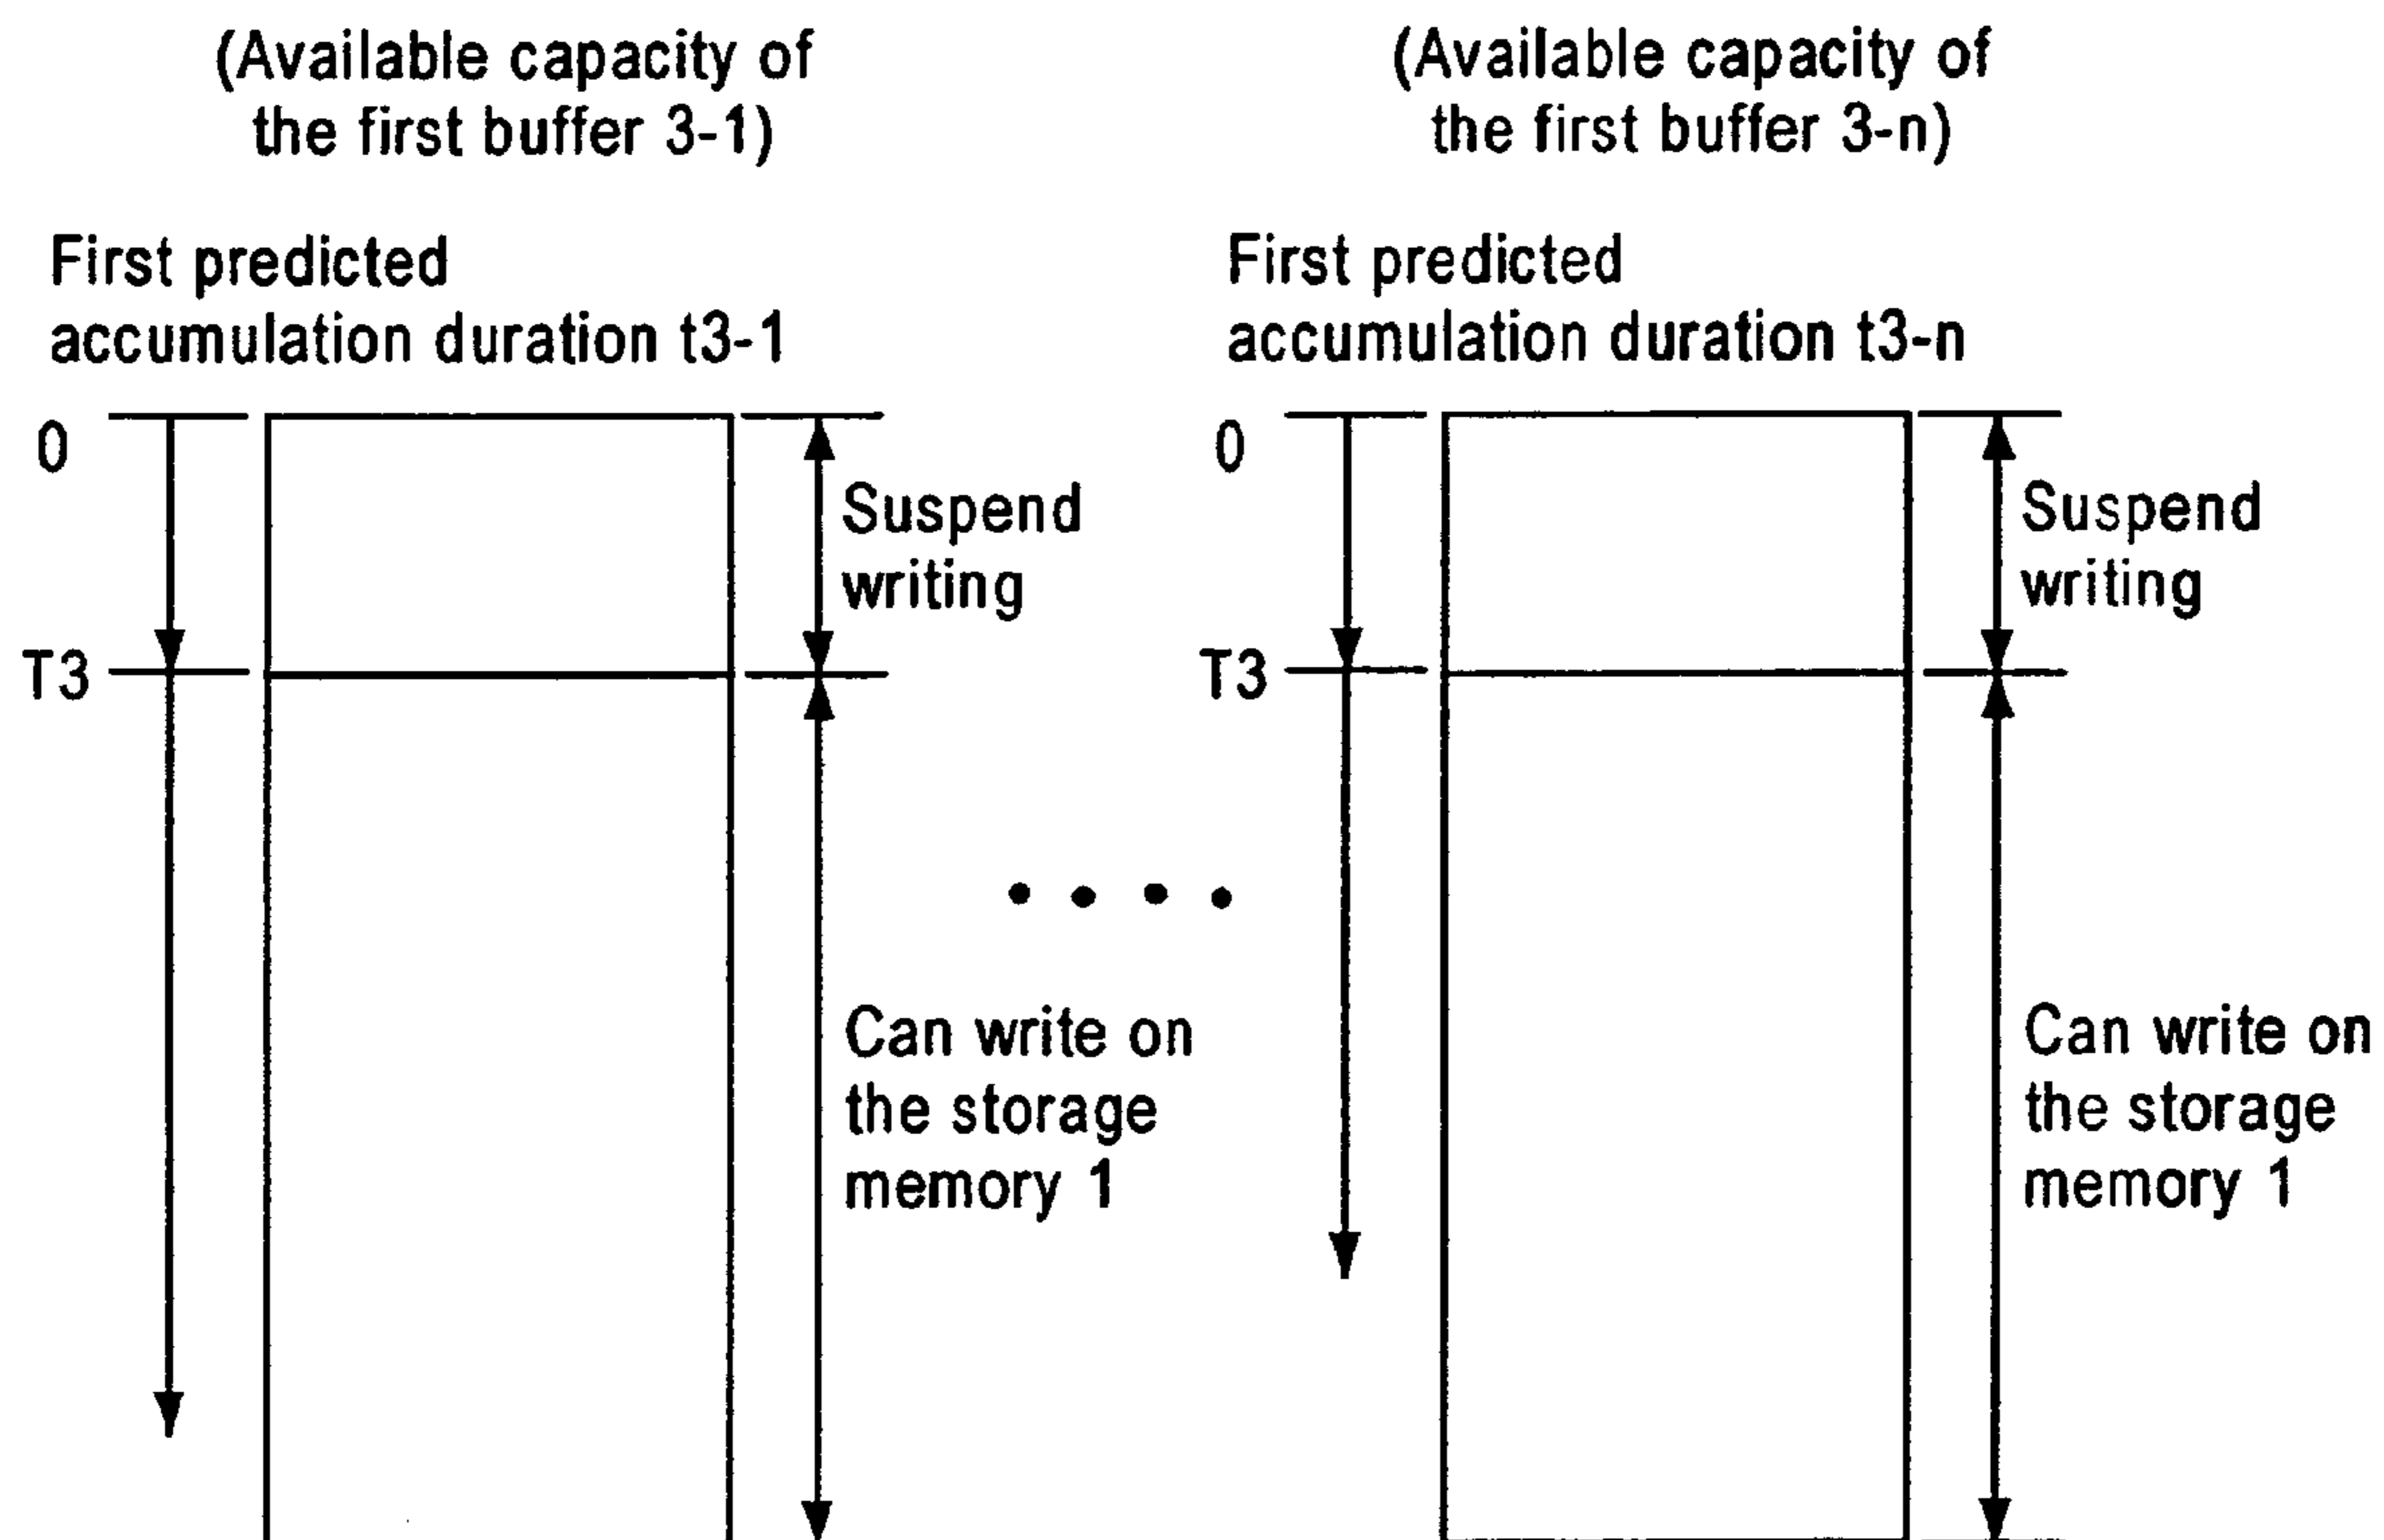 (Available capacity of
the first buffer 3-1)
First predicted
accumulation duration t3-1
0
Suspend
writing
T3
Can write on
the storage
memory 1
(Available capacity of
the first buffer 3-n)
First predicted
accumulation duration t3-n
0
Suspend
writing
T3
Can write on
the storage
memory 1